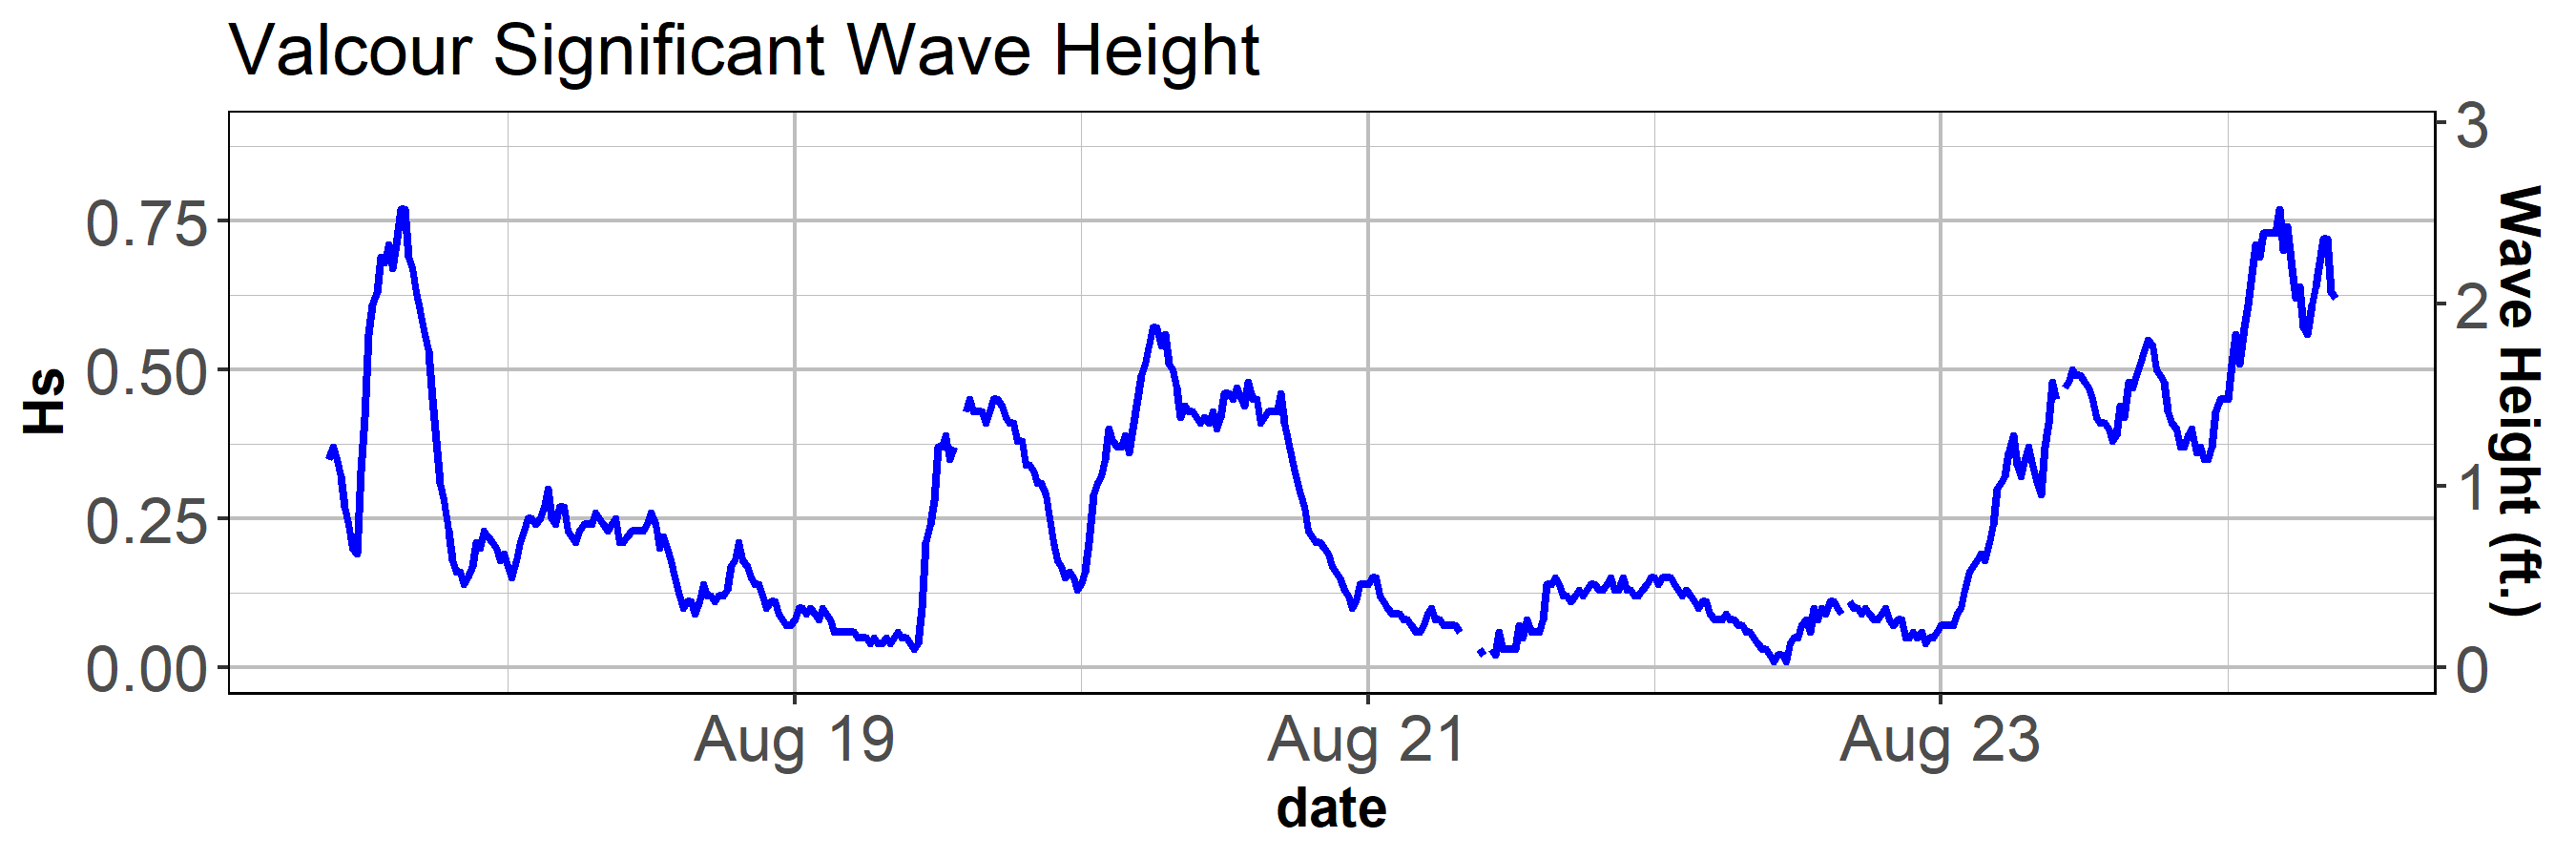 Valcour Significant Wave Height
Hs
0.75
0.50
0.25
0.00
3
2
1
0
Wave Height (ft.)
Aug 19
Aug 21
Aug 23
date